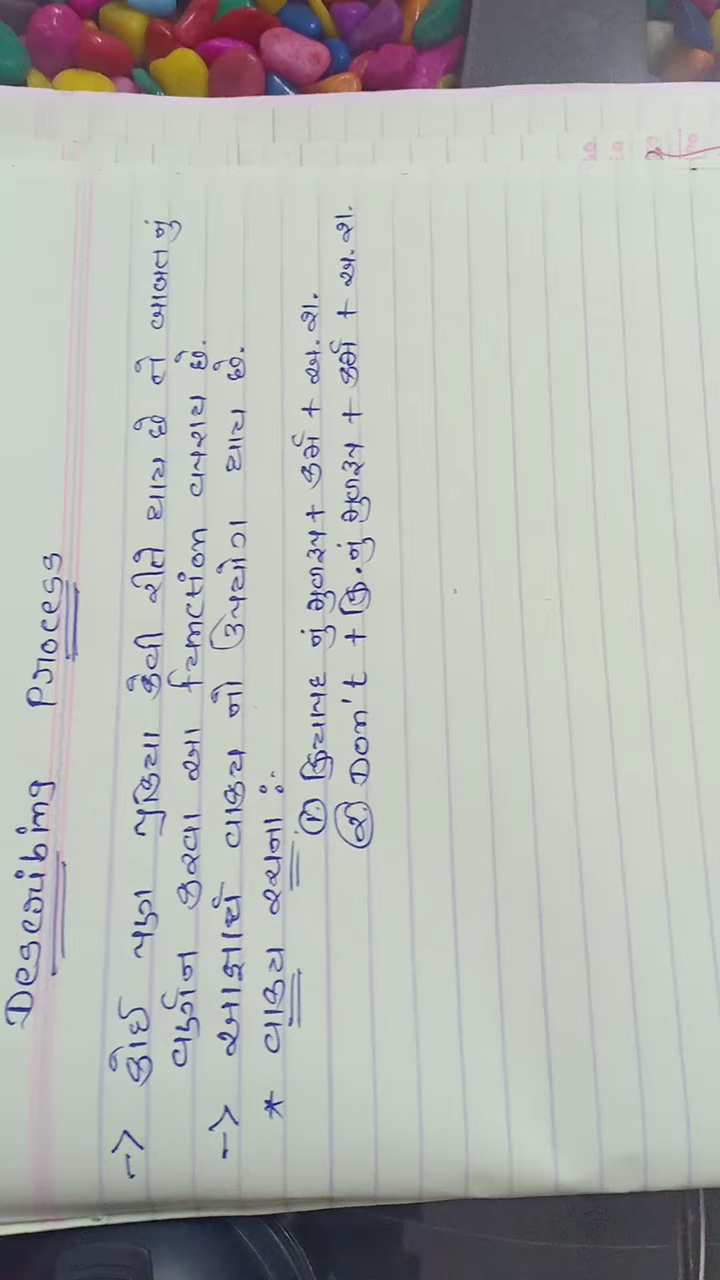 Describing Process
-> કોઈ પણ પ્રક્રિયા કેવી રીતે થાય છે તે બાબતનું
વર્ણન કરવા આ Function વપરાય છે.
-> આજ્ઞાર્થ વાક્ય નો ઉપયોગ થાય છે.
* વાક્ય રચના :
① ક્રિયાપદ નું મુળરૂપ + કર્મ + અ. શ.
② Don't + ક્રિ. નું મુળરૂપ + કર્મ + અ. શ.